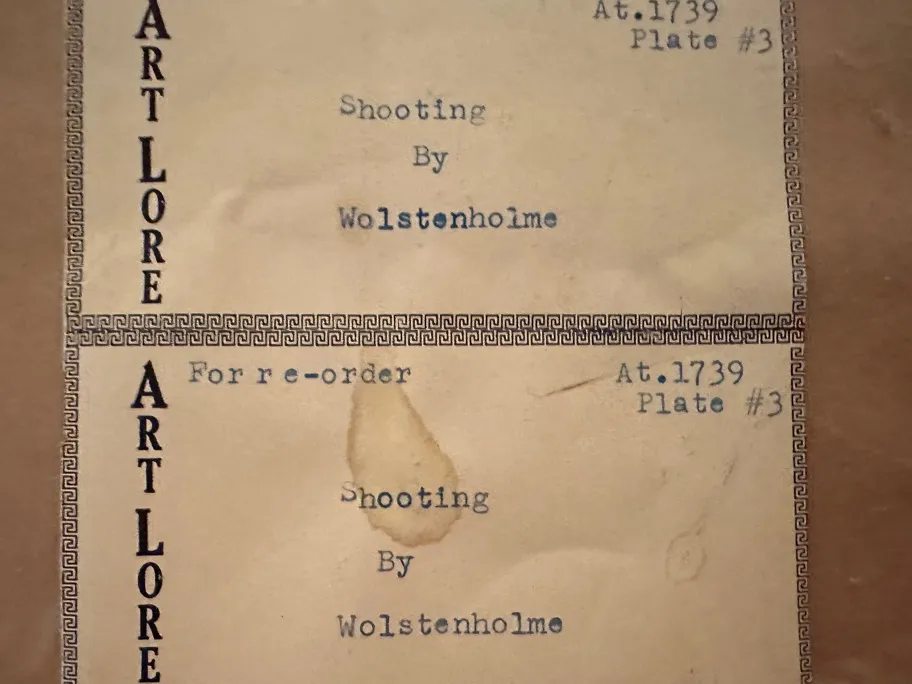 ART LORE
At.1739
Plate #3
Shooting
By
Wolstenholme
ART LORE
For re-order
At.1739
Plate #3
Shooting
By
Wolstenholme